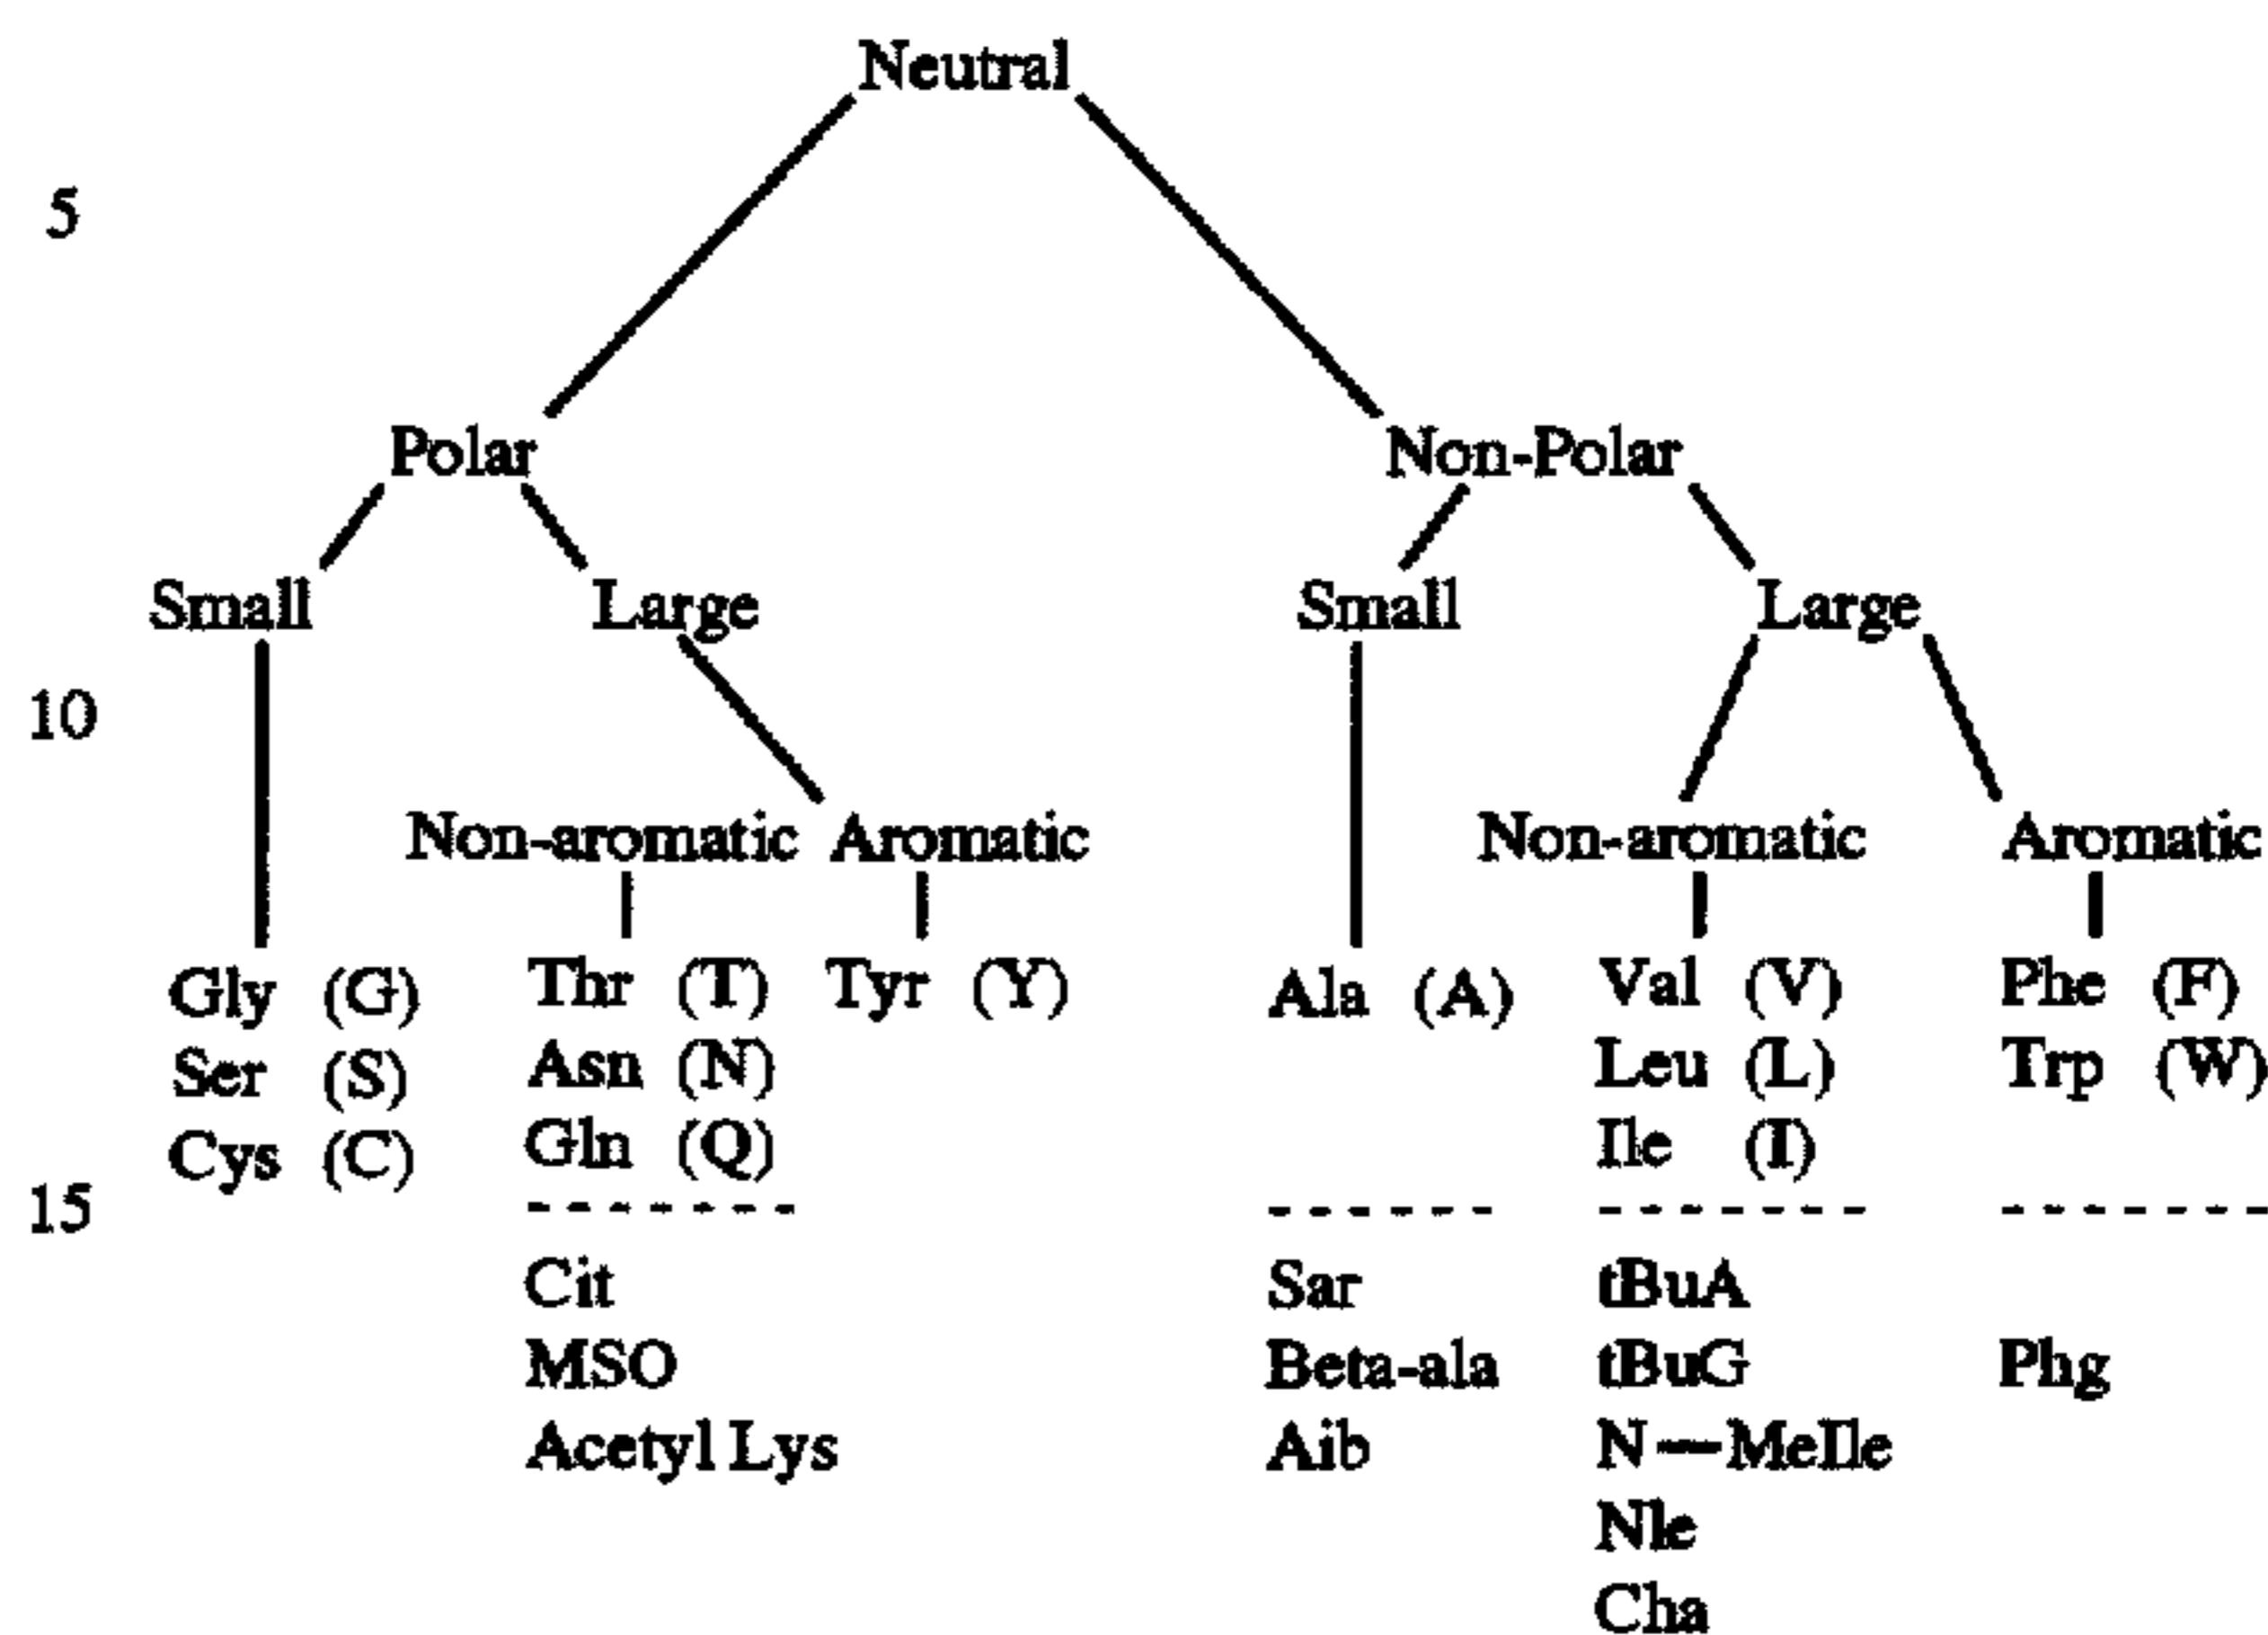 Neutral
5
Polar Non-Polar
Small Large Small Large
10
Non-aromatic Aromatic Non-aromatic Aromatic
Gly (G) Thr (T) Tyr (Y) Ala (A) Val (V) Phe (F)
Ser (S) Asn (N) Leu (L) Trp (W)
Cys (C) Gln (Q) Ile (I)
15 - - - - - - - - - - - - - - - - - - - - - - - - - - -
Cit Sar tBuA
MSO Beta-ala tBuG Phg
Acetyl Lys Aib N—MeIle
Nle
Cha